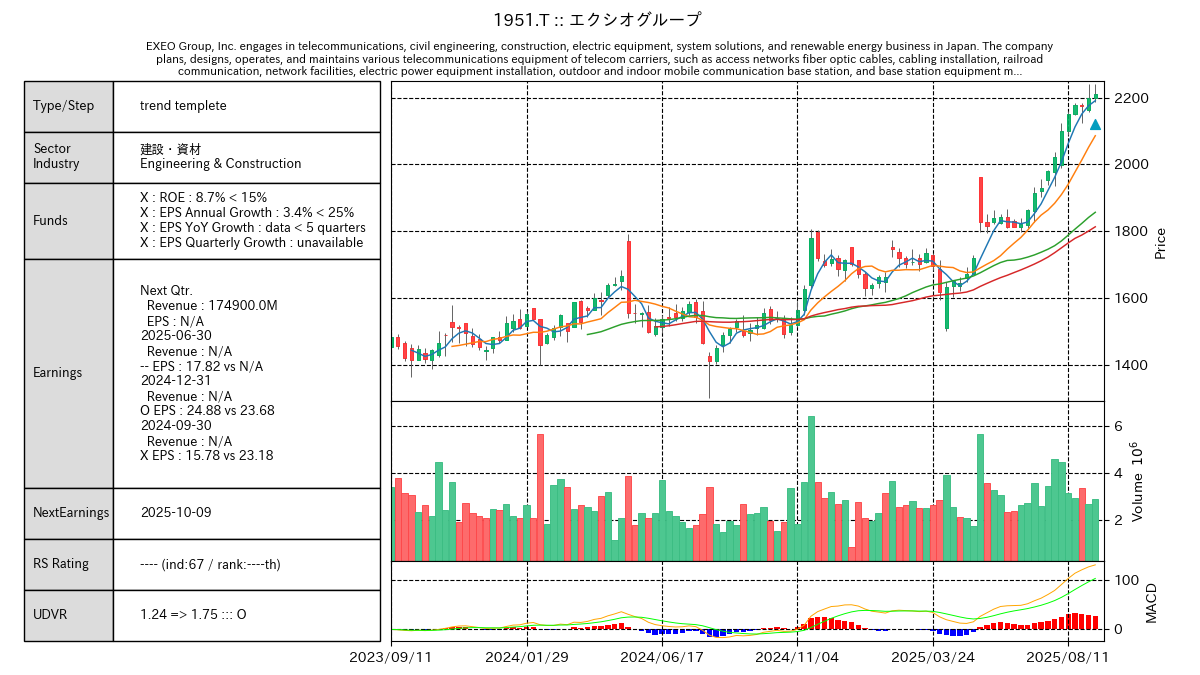 1951.T :: エクシオグループ
EXEO Group, Inc. engages in telecommunications, civil engineering, construction, electric equipment, system solutions, and renewable energy business in Japan. The company
plans, designs, operates, and maintains various telecommunications equipment of telecom carriers, such as access networks fiber optic cables, cabling installation, railroad
communication, network facilities, electric power equipment installation, outdoor and indoor mobile communication base station, and base station equipment m...
Type/Step
trend templete
Sector
Industry
建設・資材
Engineering & Construction
Funds
X : ROE : 8.7% < 15%
X : EPS Annual Growth : 3.4% < 25%
X : EPS YoY Growth : data < 5 quarters
X : EPS Quarterly Growth : unavailable
Earnings
Next Qtr.
Revenue : 174900.0M
EPS : N/A
2025-06-30
Revenue : N/A
-- EPS : 17.82 vs N/A
2024-12-31
Revenue : N/A
O EPS : 24.88 vs 23.68
2024-09-30
Revenue : N/A
X EPS : 15.78 vs 23.18
NextEarnings
2025-10-09
RS Rating
---- (ind:67 / rank:----th)
UDVR
1.24 => 1.75 ::: O
2200
2000
1800
1600
1400
Price
6
4
2
Volume 10^6
100
0
MACD
2023/09/11
2024/01/29
2024/06/17
2024/11/04
2025/03/24
2025/08/11